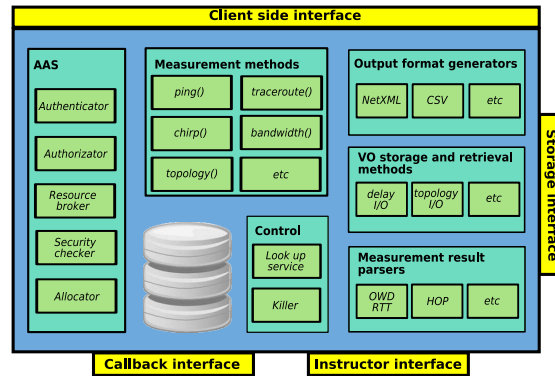 Client side interface
AAS
Authenticator
Authorizator
Resource
broker
Security
checker
Allocator
Measurement methods
ping()
traceroute()
chirp()
bandwidth()
topology()
etc
Control
Look up
service
Killer
Output format generators
NetXML
CSV
etc
VO storage and retrieval
methods
delay
I/O
topology
I/O
etc
Measurement result
parsers
OWD
RTT
HOP
etc
Storage interface
Callback interface
Instructor interface